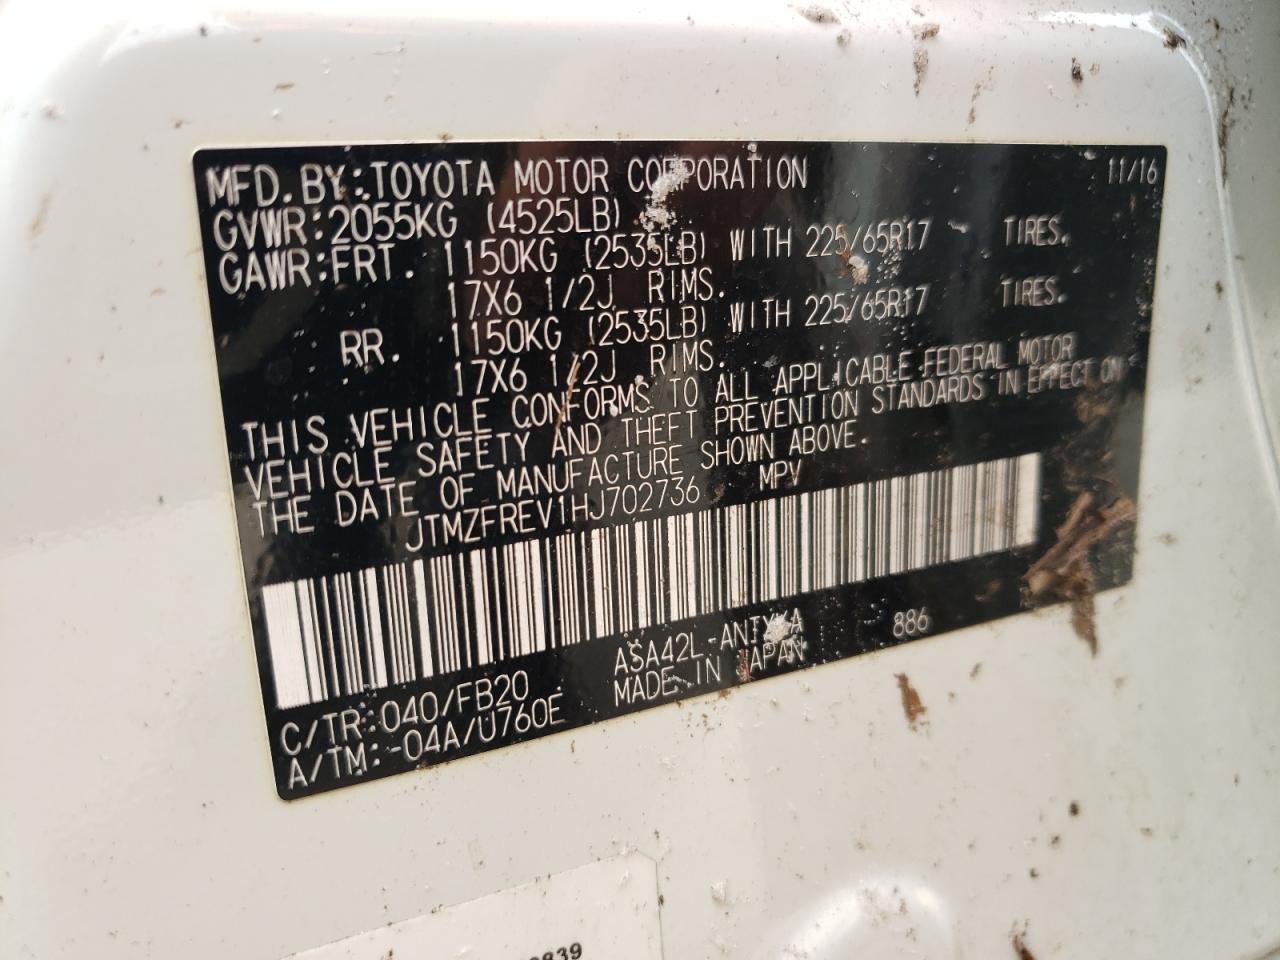 MFD. BY: TOYOTA MOTOR CORPORATION 11/16
GVWR: 2055KG (4525LB)
GAWR: FRT. 1150KG (2535LB) WITH 225/65R17 TIRES.
17X6 1/2J RIMS.
RR. 1150KG (2535LB) WITH 225/65R17 TIRES.
17X6 1/2J RIMS.
THIS VEHICLE CONFORMS TO ALL APPLICABLE FEDERAL MOTOR
VEHICLE SAFETY AND THEFT PREVENTION STANDARDS IN EFFECT ON
THE DATE OF MANUFACTURE SHOWN ABOVE.
JTMZFREV1HJ702736 MPV
C/TR: 040/FB20 ASA42L-ANTXKA 886
A/TM: -04A/U760E MADE IN JAPAN